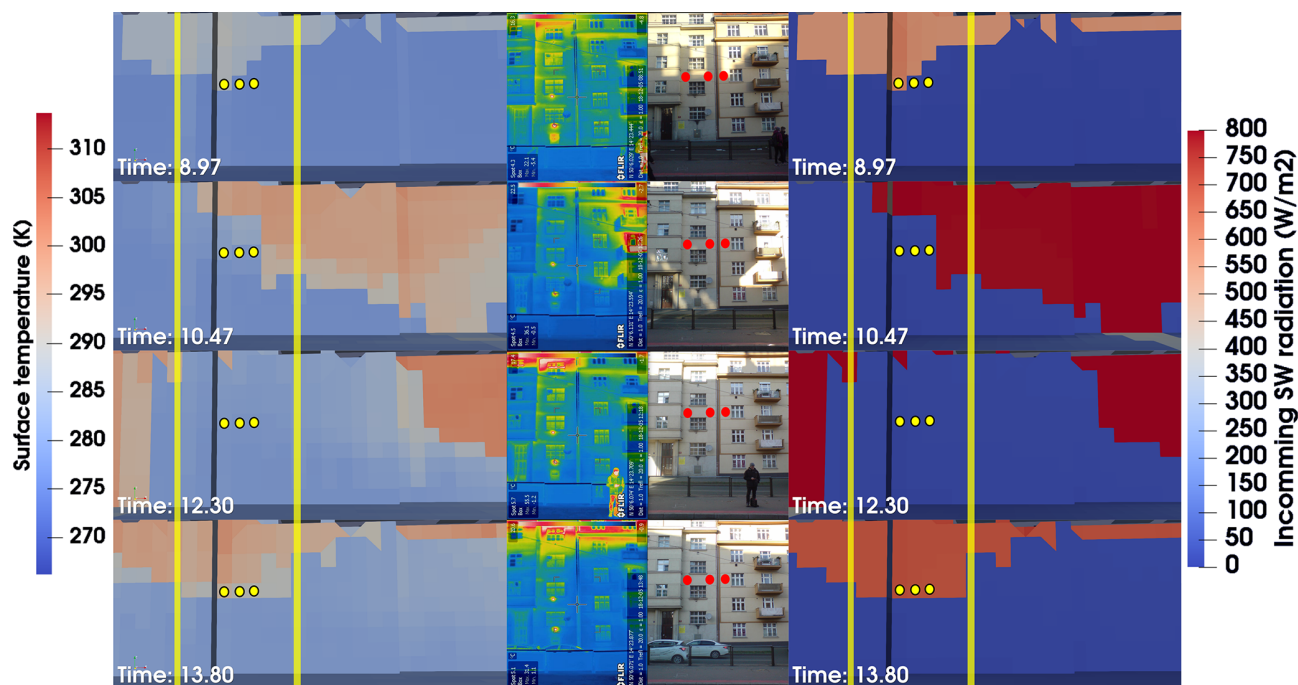 Surface temperature (K)
310
305
300
295
290
285
280
275
270
Time: 8.97
Time: 8.97
Time: 10.47
Time: 10.47
Time: 12.30
Time: 12.30
Time: 13.80
Time: 13.80
FLIR
FLIR
FLIR
FLIR
800
750
700
650
600
550
500
450
400
350
300
250
200
150
100
50
0
Incomming SW radiation (W/m2)